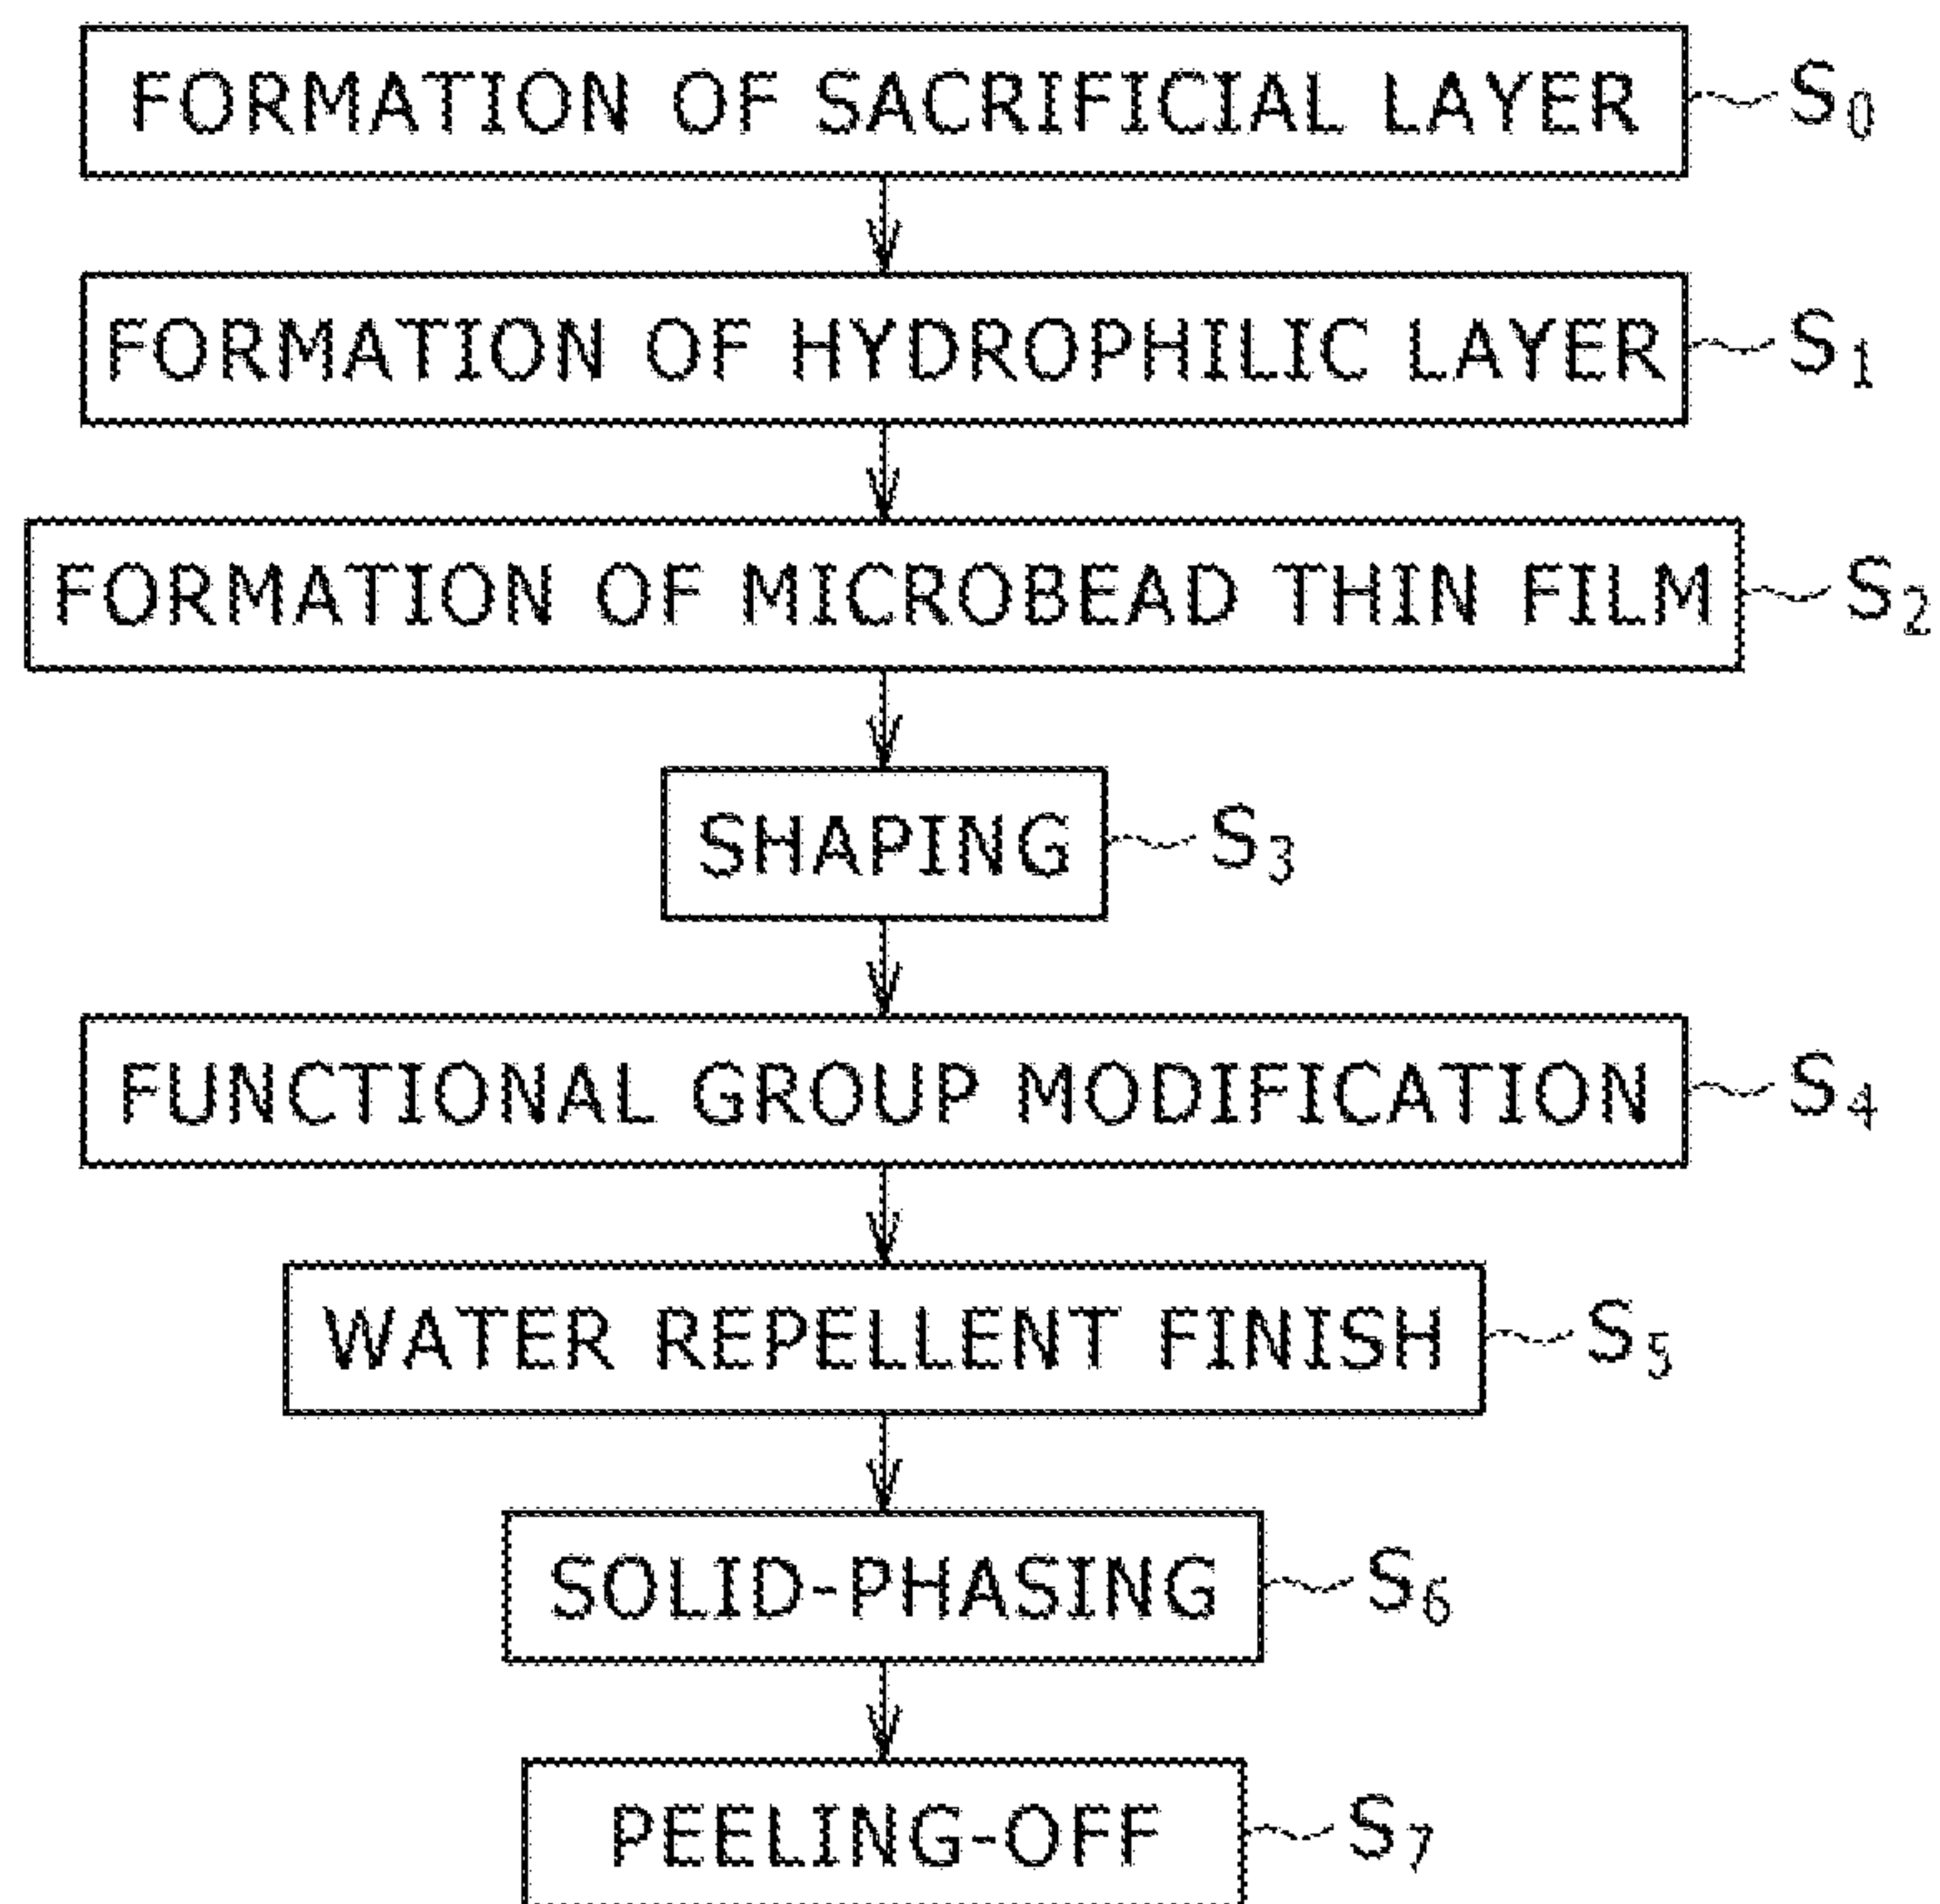 FORMATION OF SACRIFICIAL LAYER S0
FORMATION OF HYDROPHILIC LAYER S1
FORMATION OF MICROBEAD THIN FILM S2
SHAPING S3
FUNCTIONAL GROUP MODIFICATION S4
WATER REPELLENT FINISH S5
SOLID-PHASING S6
PEELING-OFF S7